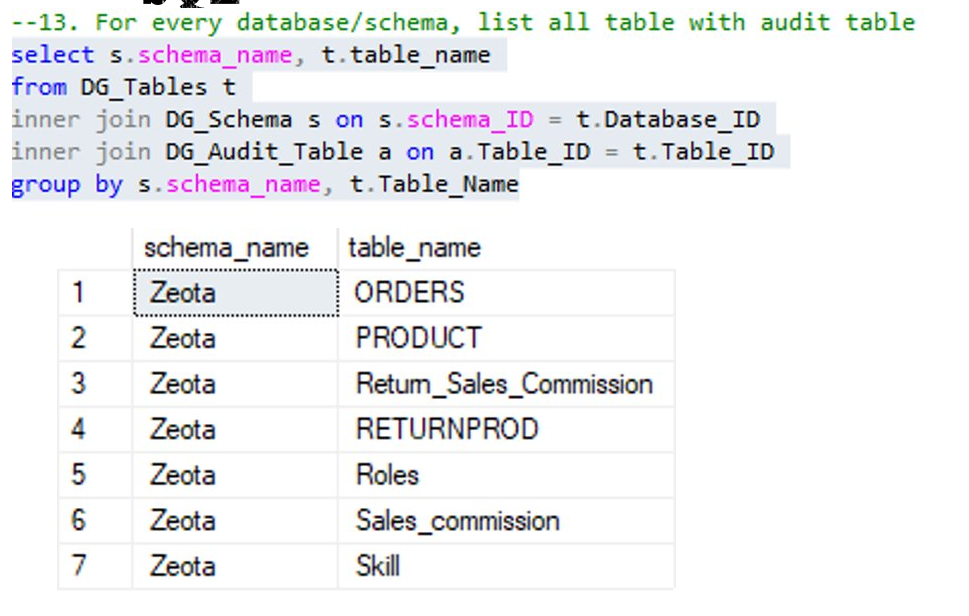 --13. For every database/schema, list all table with audit table
select s.schema_name, t.table_name
from DG_Tables t
inner join DG_Schema s on s.schema_ID = t.Database_ID
inner join DG_Audit_Table a on a.Table_ID = t.Table_ID
group by s.schema_name, t.Table_Name
schema_name table_name
1 Zeota ORDERS
2 Zeota PRODUCT
3 Zeota Return_Sales_Commission
4 Zeota RETURNPROD
5 Zeota Roles
6 Zeota Sales_commission
7 Zeota Skill